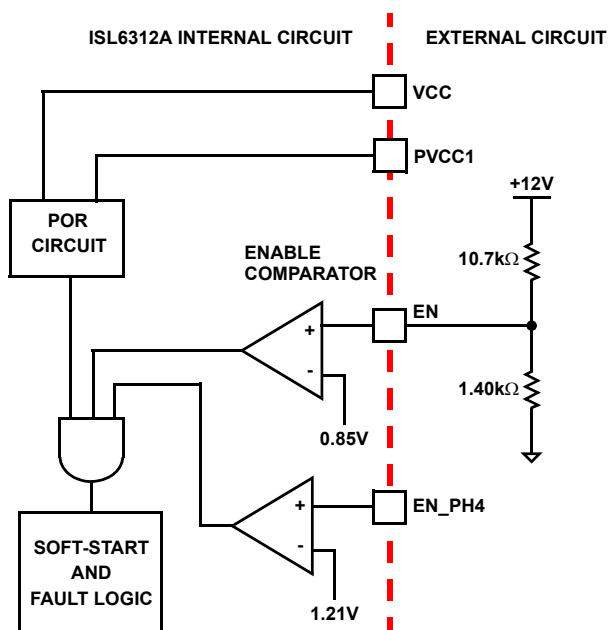 ISL6312A INTERNAL CIRCUIT
EXTERNAL CIRCUIT
VCC
PVCC1
+12V
POR
CIRCUIT
10.7kΩ
ENABLE
COMPARATOR
EN
+
-
1.40kΩ
0.85V
EN_PH4
+
-
SOFT-START
AND
FAULT LOGIC
1.21V